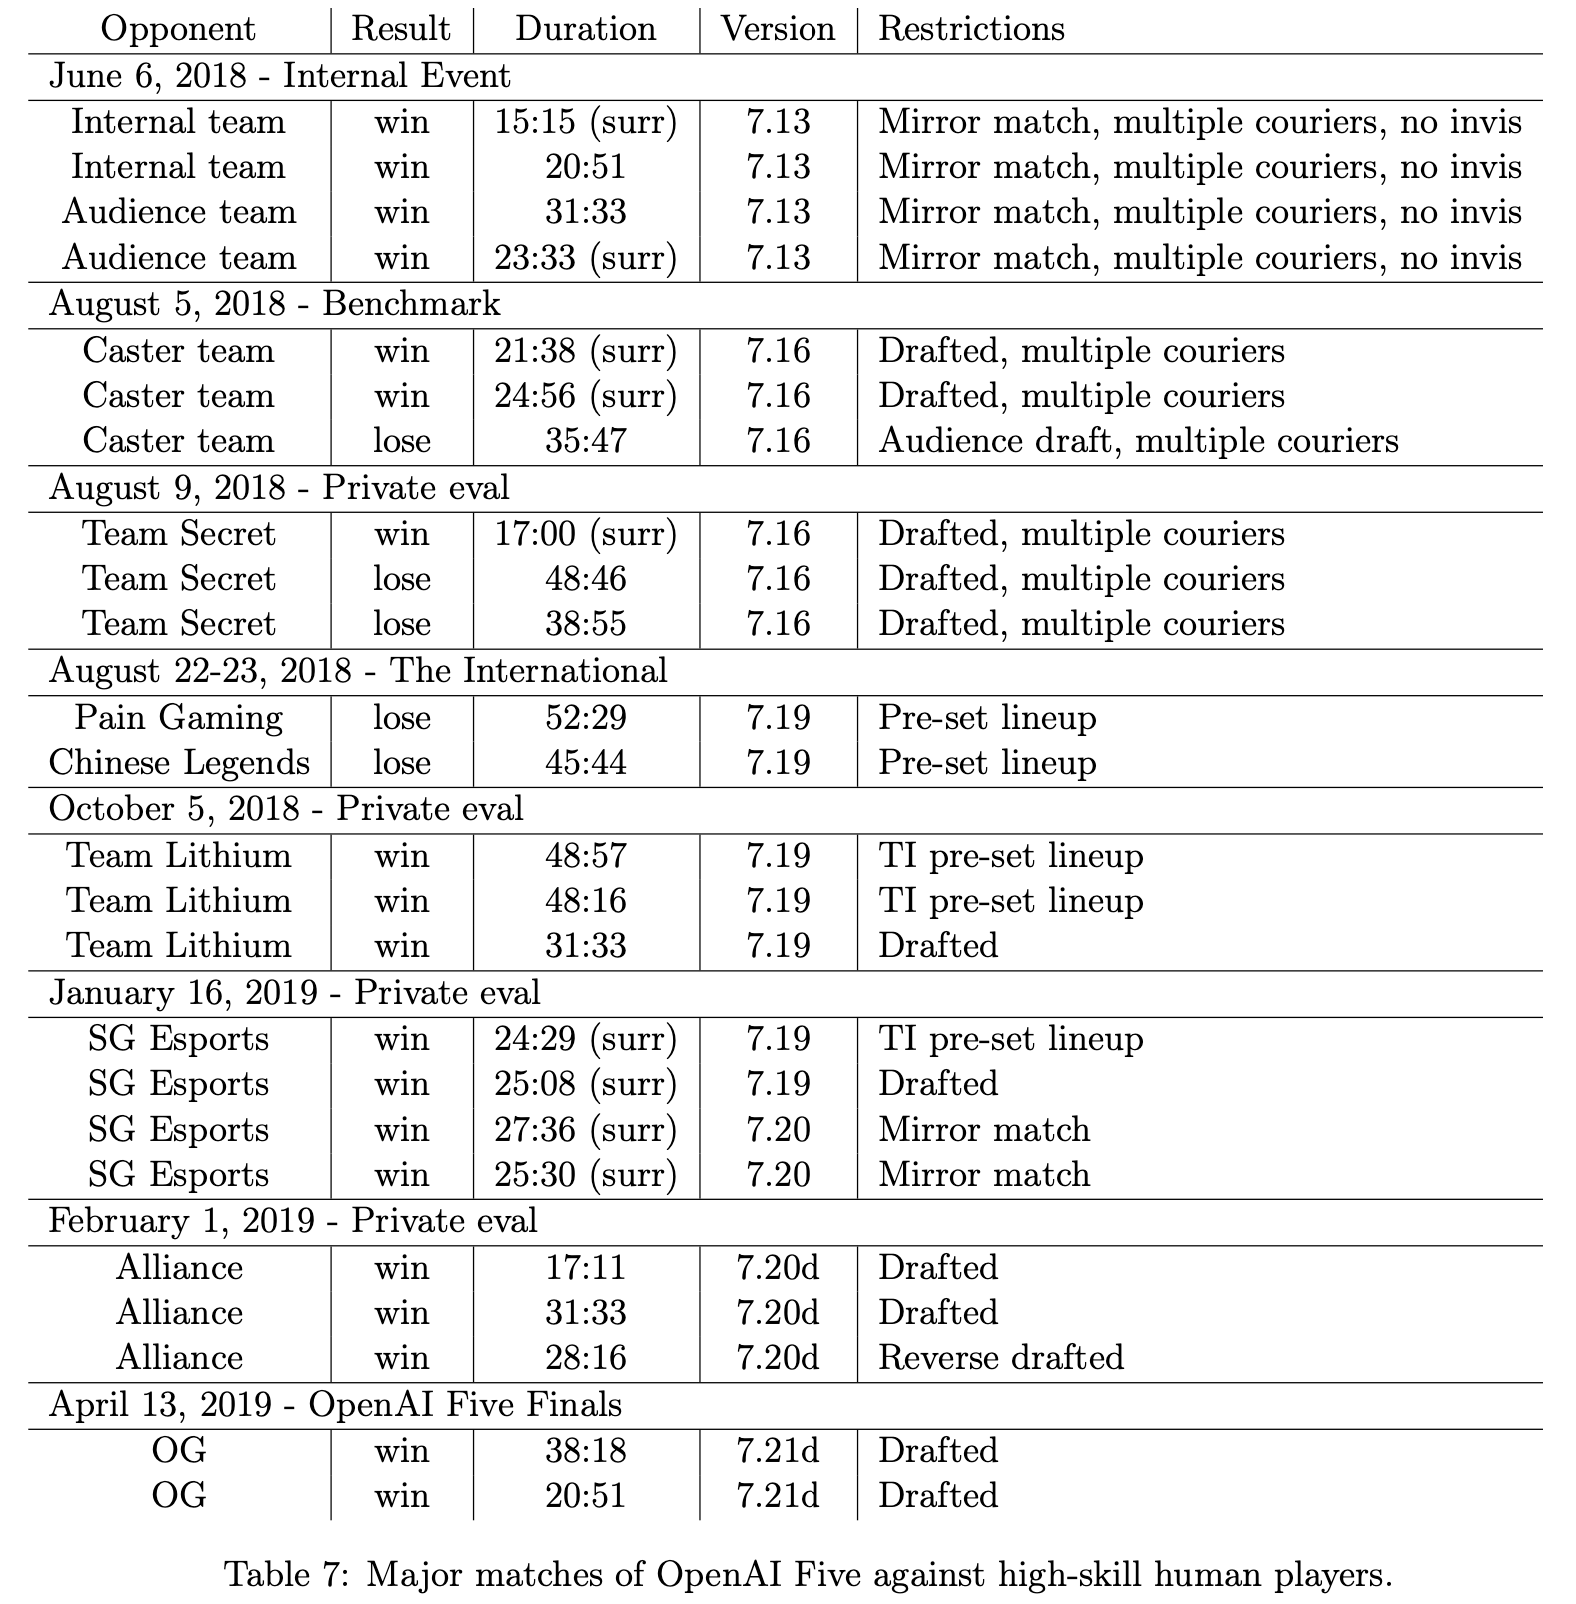 Opponent Result Duration Version Restrictions
June 6, 2018 - Internal Event
Internal team win 15:15 (surr) 7.13 Mirror match, multiple couriers, no invis
Internal team win 20:51 7.13 Mirror match, multiple couriers, no invis
Audience team win 31:33 7.13 Mirror match, multiple couriers, no invis
Audience team win 23:33 (surr) 7.13 Mirror match, multiple couriers, no invis
August 5, 2018 - Benchmark
Caster team win 21:38 (surr) 7.16 Drafted, multiple couriers
Caster team win 24:56 (surr) 7.16 Drafted, multiple couriers
Caster team lose 35:47 7.16 Audience draft, multiple couriers
August 9, 2018 - Private eval
Team Secret win 17:00 (surr) 7.16 Drafted, multiple couriers
Team Secret lose 48:46 7.16 Drafted, multiple couriers
Team Secret lose 38:55 7.16 Drafted, multiple couriers
August 22-23, 2018 - The International
Pain Gaming lose 52:29 7.19 Pre-set lineup
Chinese Legends lose 45:44 7.19 Pre-set lineup
October 5, 2018 - Private eval
Team Lithium win 48:57 7.19 TI pre-set lineup
Team Lithium win 48:16 7.19 TI pre-set lineup
Team Lithium win 31:33 7.19 Drafted
January 16, 2019 - Private eval
SG Esports win 24:29 (surr) 7.19 TI pre-set lineup
SG Esports win 25:08 (surr) 7.19 Drafted
SG Esports win 27:36 (surr) 7.20 Mirror match
SG Esports win 25:30 (surr) 7.20 Mirror match
February 1, 2019 - Private eval
Alliance win 17:11 7.20d Drafted
Alliance win 31:33 7.20d Drafted
Alliance win 28:16 7.20d Reverse drafted
April 13, 2019 - OpenAI Five Finals
OG win 38:18 7.21d Drafted
OG win 20:51 7.21d Drafted
Table 7: Major matches of OpenAI Five against high-skill human players.